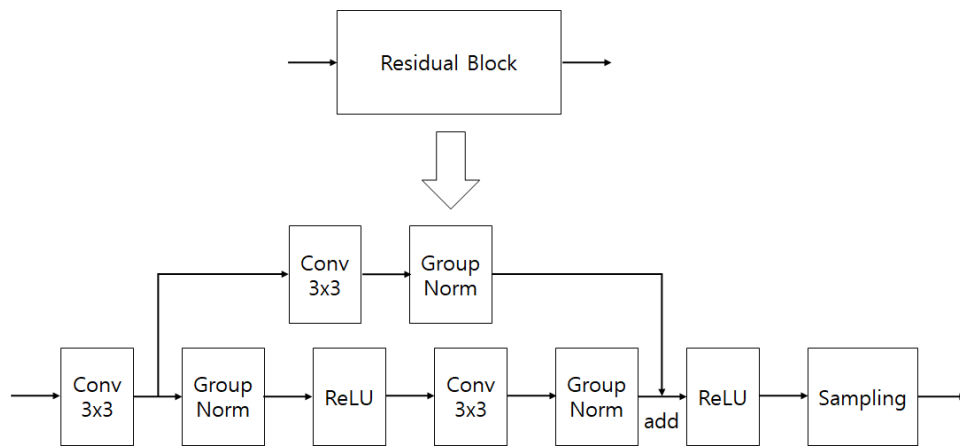 Residual Block
Conv
3x3
Group
Norm
Conv
3x3
Group
Norm
ReLU
Conv
3x3
Group
Norm
add
ReLU
Sampling